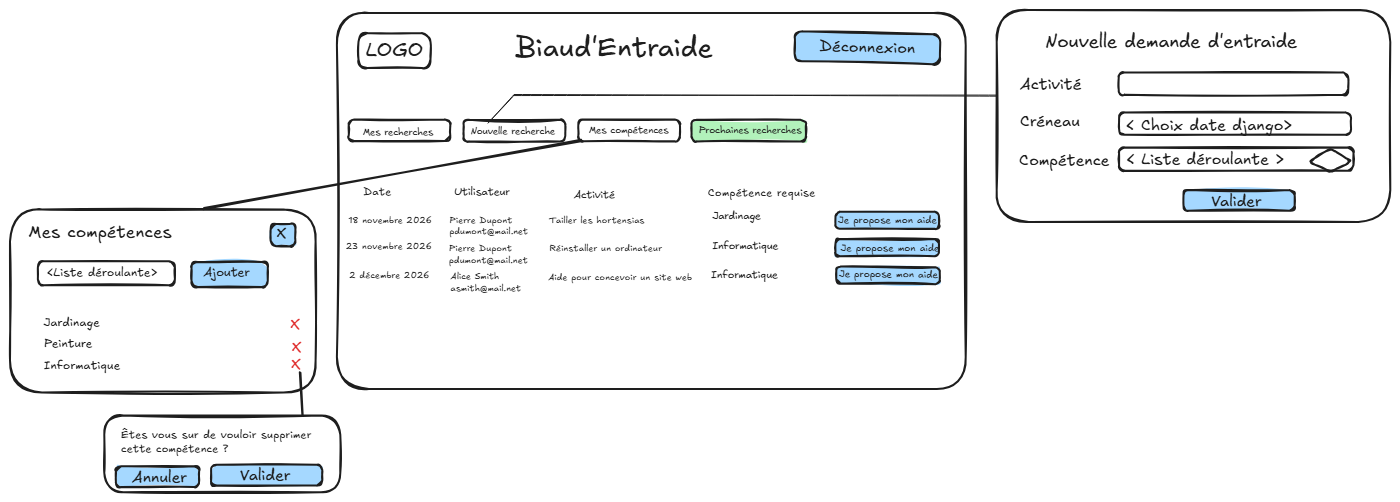 LOGO
Biaud'Entraide
Déconnexion
Mes recherches
Nouvelle recherche
Mes compétences
Prochaines recherches
Date
Utilisateur
Activité
Compétence requise
18 novembre 2026
Pierre Dupont
pdumont@mail.net
Tailler les hortensias
Jardinage
Je propose mon aide
23 novembre 2026
Pierre Dupont
pdumont@mail.net
Réinstaller un ordinateur
Informatique
Je propose mon aide
2 décembre 2026
Alice Smith
asmith@mail.net
Aide pour concevoir un site web
Informatique
Je propose mon aide
Nouvelle demande d'entraide
Activité
Créneau
< Choix date django>
Compétence
< Liste déroulante >
Valider
Mes compétences
X
<Liste déroulante>
Ajouter
Jardinage
X
Peinture
X
Informatique
X
Êtes vous sur de vouloir supprimer
cette compétence ?
Annuler
Valider